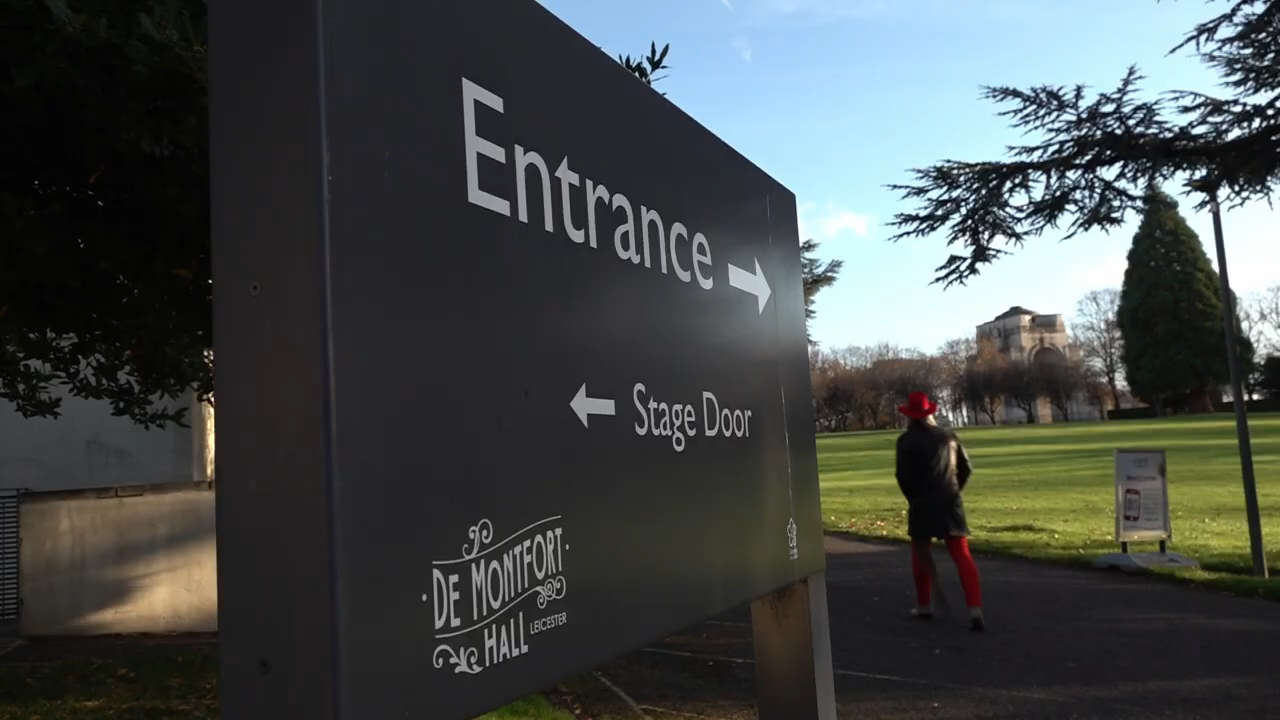 Entrance →
← Stage Door
DE MONTFORT
HALL LEICESTER